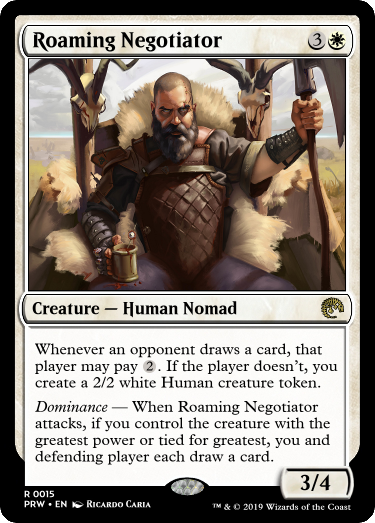 Roaming Negotiator 3
Creature — Human Nomad
Whenever an opponent draws a card, that
player may pay 2. If the player doesn't, you
create a 2/2 white Human creature token.
Dominance — When Roaming Negotiator
attacks, if you control the creature with the
greatest power or tied for greatest, you and
defending player each draw a card.
3/4
R 0015
PRW • EN Ricardo Caria
™ & © 2019 Wizards of the Coast